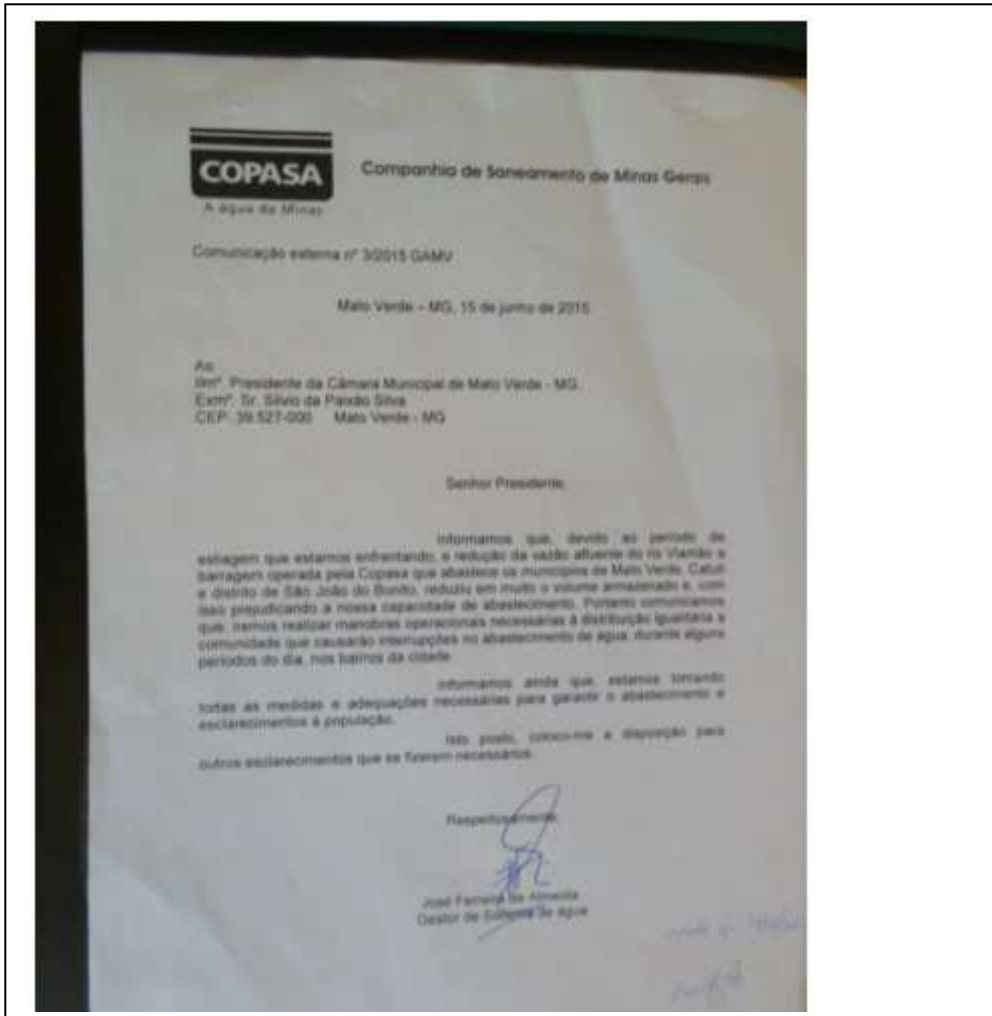 COPASA
A água de Minas
Companhia de Saneamento de Minas Gerais
Comunicação externa nº 3/2015 GAMV
Mato Verde – MG, 15 de junho de 2015
Ao
Ilmº. Presidente da Câmara Municipal de Mato Verde - MG.
Exmº. Sr. Silvio da Paixão Silva
CEP: 39.527-000 Mato Verde - MG
Senhor Presidente,
Informamos que, devido ao período de
estiagem que estamos enfrentando, a redução da vazão afluente do rio Viamão a
barragem operada pela Copasa que abastece os municípios de Mato Verde, Catuti
e distrito de São João do Bonito, reduziu em muito o volume armazenado e, com
isso prejudicando a nossa capacidade de abastecimento. Portanto comunicamos
que, iremos realizar manobras operacionais necessárias à distribuição igualitária a
comunidade que causarão interrupções no abastecimento de água, durante alguns
períodos do dia, nos bairros da cidade.
Informamos ainda que, estamos tomando
todas as medidas e adequações necessárias para garantir o abastecimento e
esclarecimentos à população.
Isto posto, coloco-me a disposição para
outros esclarecimentos que se fizerem necessários.
Respeitosamente,
José Ferreira de Almeida
Gestor de Sistema de água